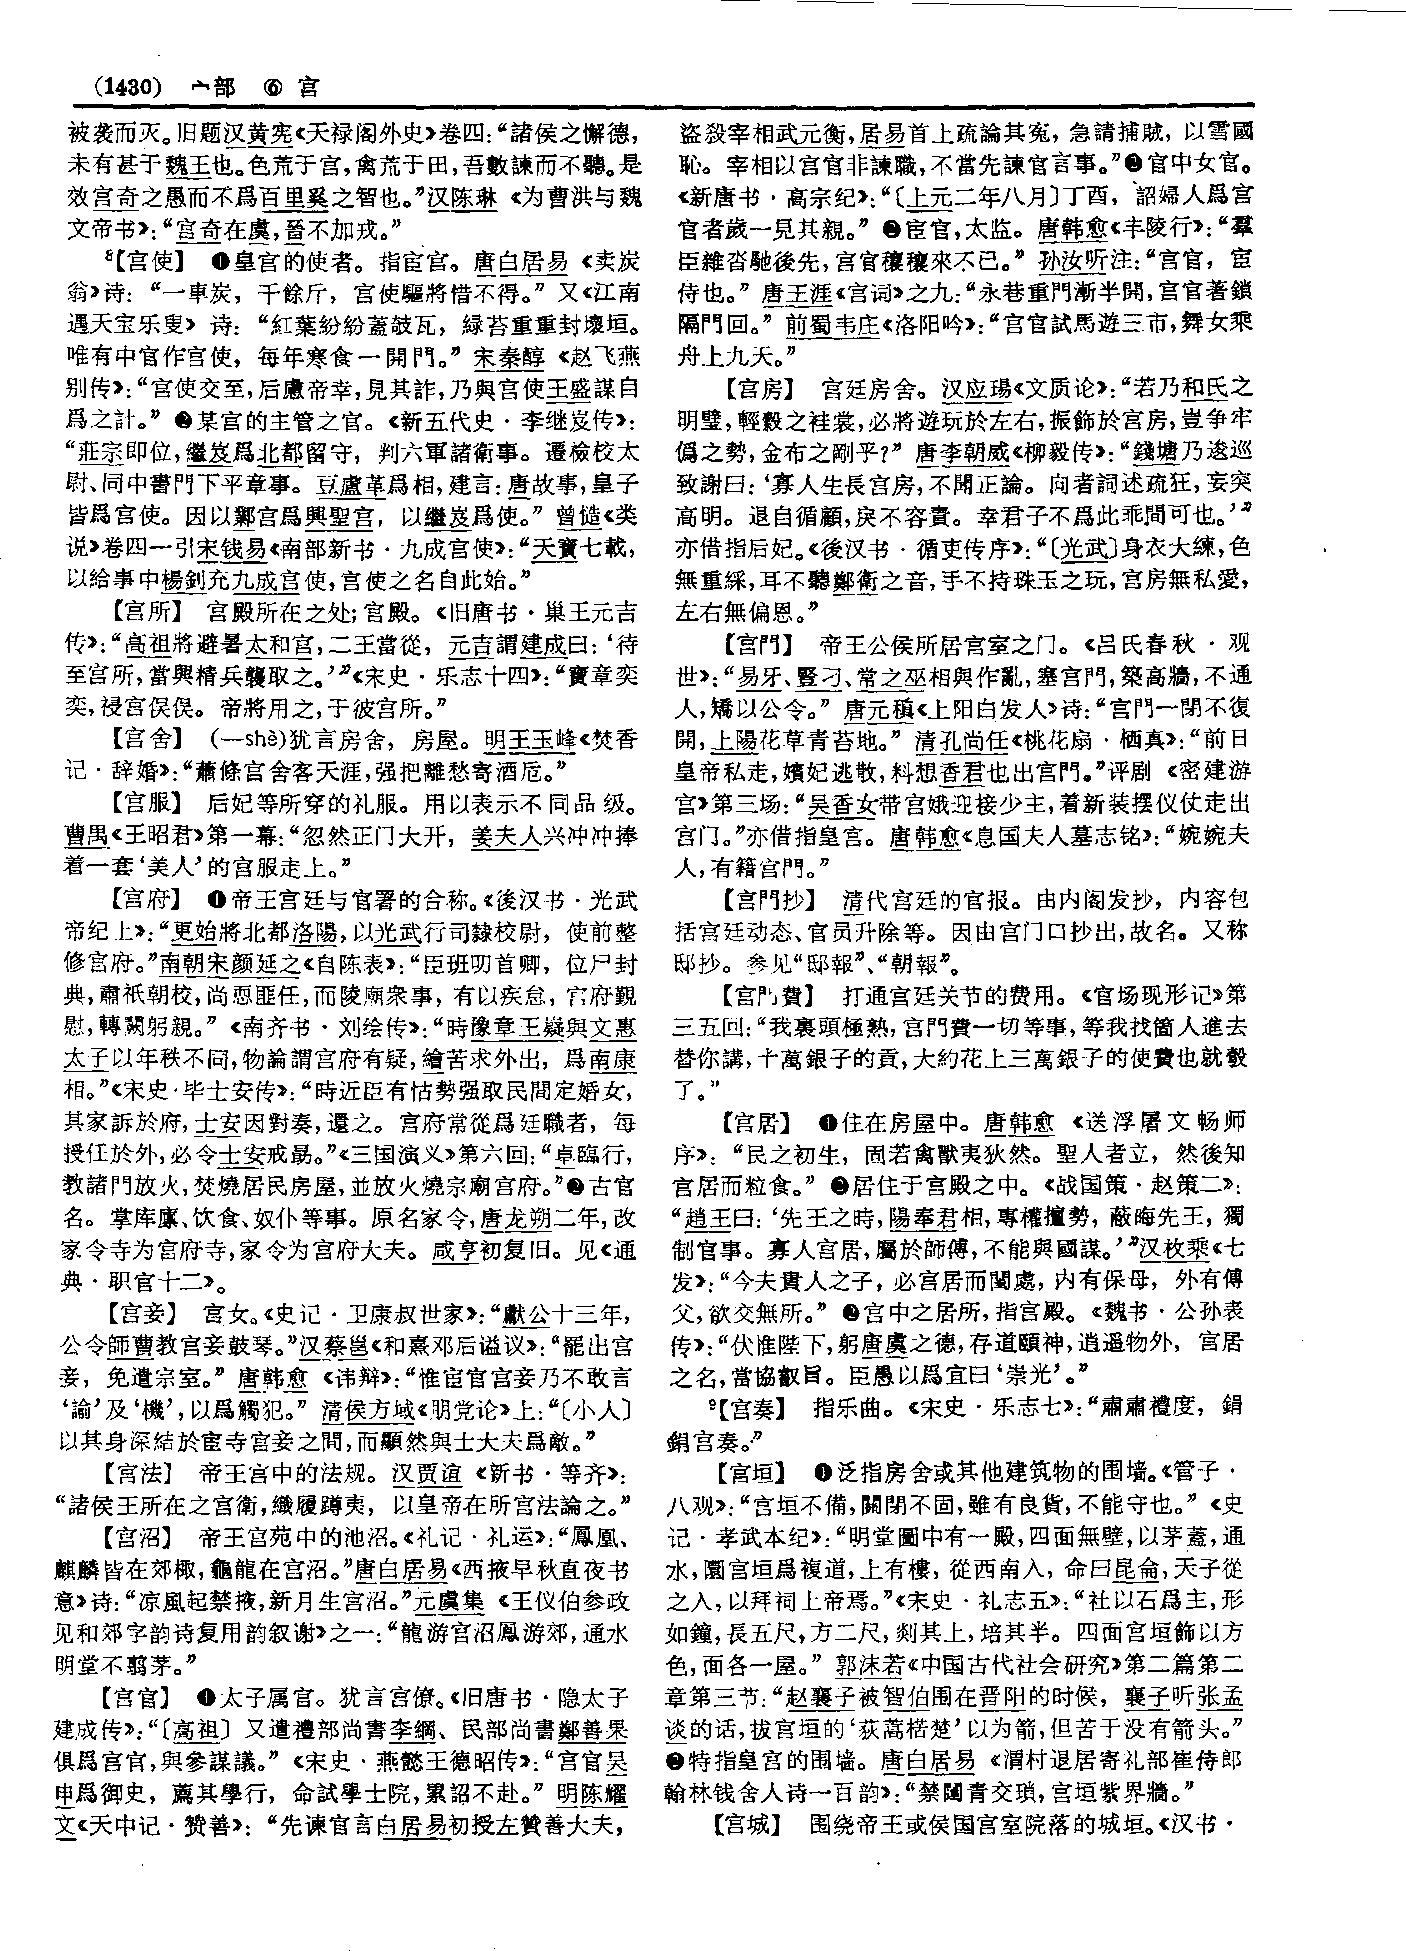 (1430) 宀部 ⑥ 宫
被袭而灭。旧题汉黄宪《天禄阁外史》卷四：“諸侯之懈德，
未有甚于魏王也。色荒于宫，禽荒于田，吾數諫而不聽。是
效宫奇之愚而不爲百里奚之智也。”汉陈琳《为曹洪与魏
文帝书》：“宫奇在虞，晉不加戎。”
⁸【宫使】 ❶皇宫的使者。指宦官。唐白居易《卖炭
翁》诗：“一車炭，千餘斤，宫使驅將惜不得。”又《江南
遇天宝乐叟》诗：“紅葉紛紛蓋欹瓦，緑苔重重封壞垣。
唯有中官作宫使，每年寒食一開門。”宋秦醇《赵飞燕
别传》：“宫使交至，后慮帝幸，見其詐，乃與宫使王盛謀自
爲之計。”❷某宫的主管之官。《新五代史·李继岌传》：
“莊宗即位，繼岌爲北都留守，判六軍諸衛事。遷檢校太
尉、同中書門下平章事。豆盧革爲相，建言：唐故事，皇子
皆爲宫使。因以鄴宫爲興聖宫，以繼岌爲使。”曾慥《类
说》卷四一引宋钱易《南部新书·九成宫使》：“天寶七載，
以給事中楊釗充九成宫使，宫使之名自此始。”
【宫所】 宫殿所在之处；宫殿。《旧唐书·巢王元吉
传》：“高祖將避暑太和宫，二王當從，元吉謂建成曰：‘待
至宫所，當興精兵襲取之。’”《宋史·乐志十四》：“寶章奕
奕，祲宫俣俣。帝將用之，于彼宫所。”
【宫舍】 (—shè)犹言房舍，房屋。明王玉峰《焚香
记·辞婚》：“蕭條宫舍客天涯，强把離愁寄酒卮。”
【宫服】 后妃等所穿的礼服。用以表示不同品级。
曹禺《王昭君》第一幕：“忽然正门大开，姜夫人兴冲冲捧
着一套‘美人’的宫服走上。”
【宫府】 ❶帝王宫廷与官署的合称。《後汉书·光武
帝纪上》：“更始將北都洛陽，以光武行司隸校尉，使前整
修宫府。”南朝宋颜延之《自陈表》：“臣班叨首卿，位尸封
典，肅祇朝校，尚恧匪任，而陵廟衆事，有以疾怠，宫府覲
慰，轉闕躬親。”《南齐书·刘绘传》：“時豫章王嶷與文惠
太子以年秩不同，物論謂宫府有疑，繪苦求外出，爲南康
相。”《宋史·毕士安传》：“時近臣有怙勢强取民間定婚女，
其家訴於府，士安因對奏，還之。宫府常從爲廷職者，每
授任於外，必令士安戒勗。”《三国演义》第六回：“卓臨行，
教諸門放火，焚燒居民房屋，並放火燒宗廟宫府。”❷古官
名。掌库廪、饮食、奴仆等事。原名家令，唐龙朔二年，改
家令寺为宫府寺，家令为宫府大夫。咸亨初复旧。见《通
典·职官十二》。
【宫妾】 宫女。《史记·卫康叔世家》：“獻公十三年，
公令師曹教宫妾鼓琴。”汉蔡邕《和熹邓后谥议》：“罷出宫
妾，免遣宗室。”唐韩愈《讳辩》：“惟宦官宫妾乃不敢言
‘諭’及‘機’，以爲觸犯。”清侯方域《朋党论》上：“〔小人〕
以其身深結於宦寺宫妾之間，而顯然與士大夫爲敵。”
【宫法】 帝王宫中的法规。汉贾谊《新书·等齐》：
“諸侯王所在之宫衛，織履蹲夷，以皇帝在所宫法論之。”
【宫沼】 帝王宫苑中的池沼。《礼记·礼运》：“鳳凰、
麒麟皆在郊棷，龜龍在宫沼。”唐白居易《西掖早秋直夜书
意》诗：“凉風起禁掖，新月生宫沼。”元虞集《王仪伯参政
见和郊字韵诗复用韵叙谢》之一：“龍游宫沼鳳游郊，通水
明堂不翦茅。”
【宫官】 ❶太子属官。犹言宫僚。《旧唐书·隐太子
建成传》：“〔高祖〕又遣禮部尚書李綱、民部尚書鄭善果
俱爲宫官，與參謀議。”《宋史·燕懿王德昭传》：“宫官吴
申爲御史，薦其學行，命試學士院，累詔不赴。”明陈耀
文《天中记·赞善》：“先谏官言白居易初授左贊善大夫，
盜殺宰相武元衡，居易首上疏論其冤，急請捕賊，以雪國
恥。宰相以宫官非諫職，不當先諫官言事。”❷宫中女官。
《新唐书·高宗纪》：“〔上元二年八月〕丁酉，詔婦人爲宫
官者歲一見其親。”❸宦官，太监。唐韩愈《丰陵行》：“羣
臣雜沓馳後先，宫官穰穰來不已。”孙汝听注：“宫官，宦
侍也。”唐王涯《宫词》之九：“永巷重門漸半開，宫官著鎖
隔門回。”前蜀韦庄《洛阳吟》：“宫官試馬遊三市，舞女乘
舟上九天。”
【宫房】 宫廷房舍。汉应瑒《文质论》：“若乃和氏之
明璧，輕縠之袿裳，必將遊玩於左右，振飾於宫房，豈争牢
僞之勢，金布之剛乎？”唐李朝威《柳毅传》：“錢塘乃逡巡
致謝曰：‘寡人生長宫房，不聞正論。向者詞述疏狂，妄突
高明。退自循顧，戾不容責。幸君子不爲此乖間可也。’”
亦借指后妃。《後汉书·循吏传序》：“〔光武〕身衣大練，色
無重綵，耳不聽鄭衛之音，手不持珠玉之玩，宫房無私愛，
左右無偏恩。”
【宫門】 帝王公侯所居宫室之门。《吕氏春秋·观
世》：“易牙、豎刁、常之巫相與作亂，塞宫門，築高牆，不通
人，矯以公令。”唐元稹《上阳白发人》诗：“宫門一閉不復
開，上陽花草青苔地。”清孔尚任《桃花扇·栖真》：“前日
皇帝私走，嬪妃逃散，料想香君也出宫門。”评剧《密建游
宫》第三场：“吴香女带宫娥迎接少主，着新装摆仪仗走出
宫门。”亦借指皇宫。唐韩愈《息国夫人墓志铭》：“婉婉夫
人，有籍宫門。”
【宫門抄】 清代宫廷的官报。由内阁发抄，内容包
括宫廷动态、官员升除等。因由宫门口抄出，故名。又称
邸抄。参见“邸報”、“朝報”。
【宫門費】 打通宫廷关节的费用。《官场现形记》第
三五回：“我裏頭極熟，宫門費一切等事，等我找箇人進去
替你講，十萬銀子的貢，大約花上三萬銀子的使費也就彀
了。”
【宫居】 ❶住在房屋中。唐韩愈《送浮屠文畅师
序》：“民之初生，固若禽獸夷狄然。聖人者立，然後知
宫居而粒食。”❷居住于宫殿之中。《战国策·赵策二》：
“趙王曰：‘先王之時，陽奉君相，專權擅勢，蔽晦先王，獨
制官事。寡人宫居，屬於師傅，不能與國謀。’”汉枚乘《七
发》：“今夫貴人之子，必宫居而閨處，内有保母，外有傅
父，欲交無所。”❸宫中之居所，指宫殿。《魏书·公孙表
传》：“伏惟陛下，躬唐虞之德，存道頤神，逍遥物外，宫居
之名，當協叡旨。臣愚以爲宜曰‘崇光’。”
⁹【宫奏】 指乐曲。《宋史·乐志七》：“肅肅禮度，鋗
鋗宫奏。”
【宫垣】 ❶泛指房舍或其他建筑物的围墙。《管子·
八观》：“宫垣不備，關閉不固，雖有良貨，不能守也。”《史
记·孝武本纪》：“明堂圖中有一殿，四面無壁，以茅蓋，通
水，圜宫垣爲複道，上有樓，從西南入，命曰昆侖，天子從
之入，以拜祠上帝焉。”《宋史·礼志五》：“社以石爲主，形
如鐘，長五尺，方二尺，剡其上，培其半。四面宫垣飾以方
色，面各一屋。”郭沫若《中国古代社会研究》第二篇第二
章第三节：“赵襄子被智伯围在晋阳的时候，襄子听张孟
谈的话，拔宫垣的‘荻蒿楛楚’以为箭，但苦于没有箭头。”
❷特指皇宫的围墙。唐白居易《渭村退居寄礼部崔侍郎
翰林钱舍人诗一百韵》：“禁闥青交瑣，宫垣紫界牆。”
【宫城】 围绕帝王或侯国宫室院落的城垣。《汉书·